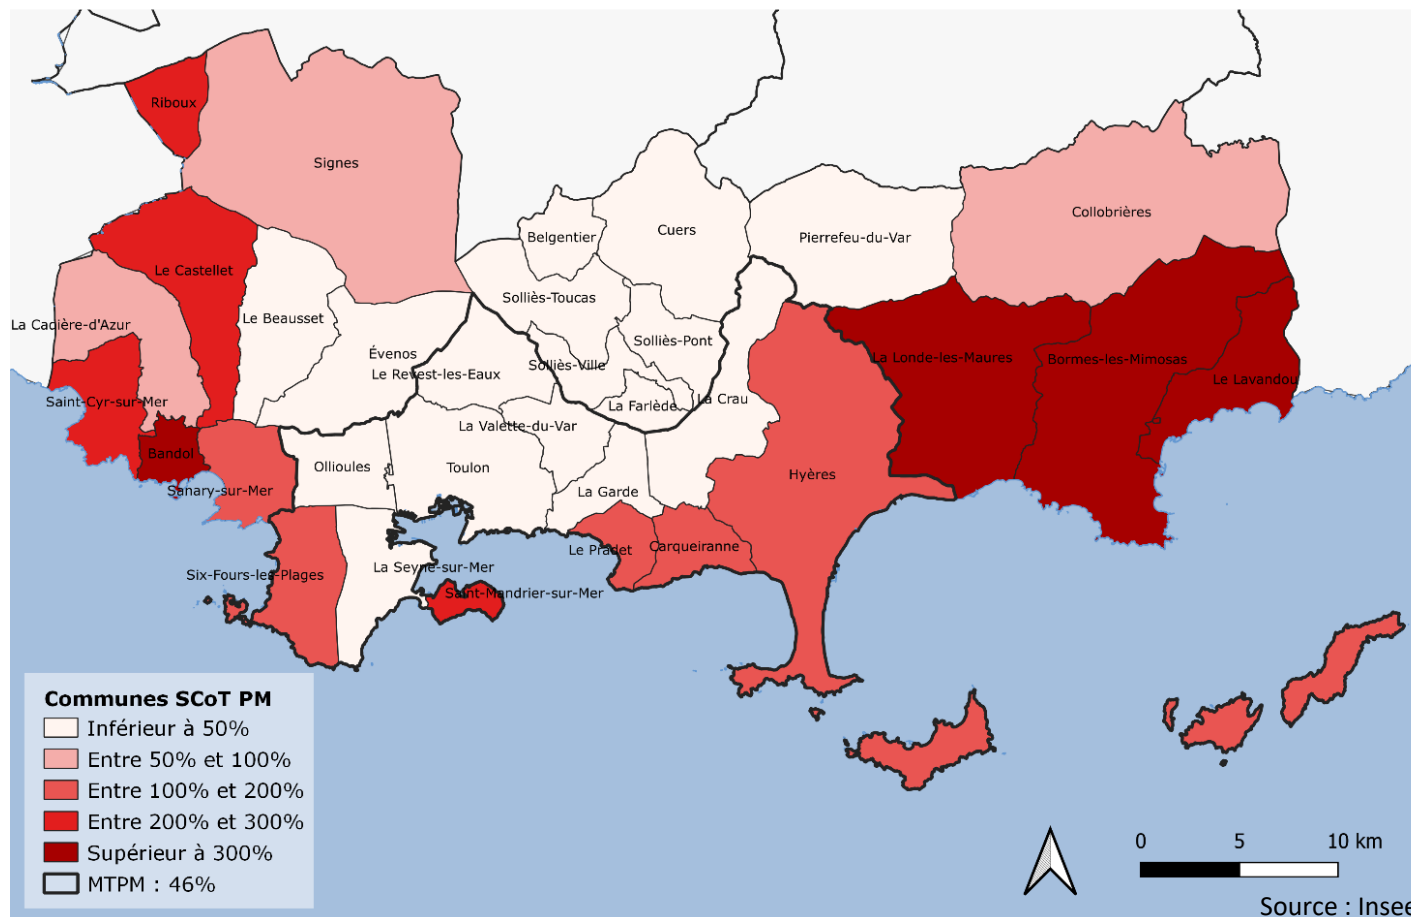 Riboux
Signes
Collobrières
Cuers
Belgentier
Pierrefeu-du-Var
Le Castellet
Solliès-Toucas
Le Beausset
La Cadière-d'Azur
Solliès-Pont
Évenos
La Londe-les-Maures
Bormes-les-Mimosas
Solliès-Ville
Le Revest-les-Eaux
Le Lavandou
La Crau
Saint-Cyr-sur-Mer
La Farlède
La Valette-du-Var
Bandol
Ollioules
Toulon
Hyères
Sanary-sur-Mer
La Garde
Carqueiranne
Le Pradet
La Seyne-sur-Mer
Six-Fours-les-Plages
Saint-Mandrier-sur-Mer
Communes SCoT PM
Inférieur à 50%
Entre 50% et 100%
Entre 100% et 200%
Entre 200% et 300%
Supérieur à 300%
MTPM : 46%
0 5 10 km
Source : Insee